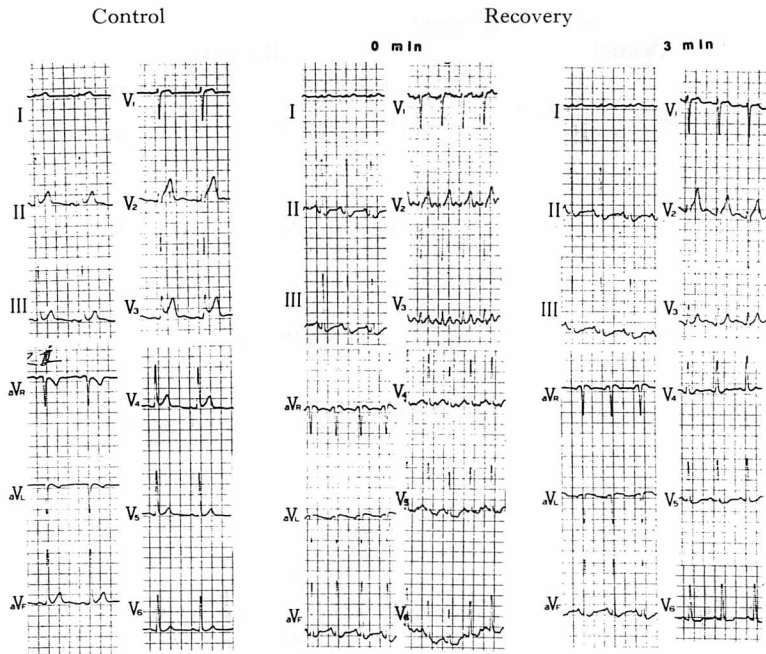 Control
Recovery
0 min
3 min
I
V1
II
V2
III
V3
aVR
V4
aVL
V5
aVF
V6
I
V1
II
V2
III
V3
aVR
V4
aVL
V5
aVF
V6
I
V1
II
V2
III
V3
aVR
V4
aVL
V5
aVF
V6